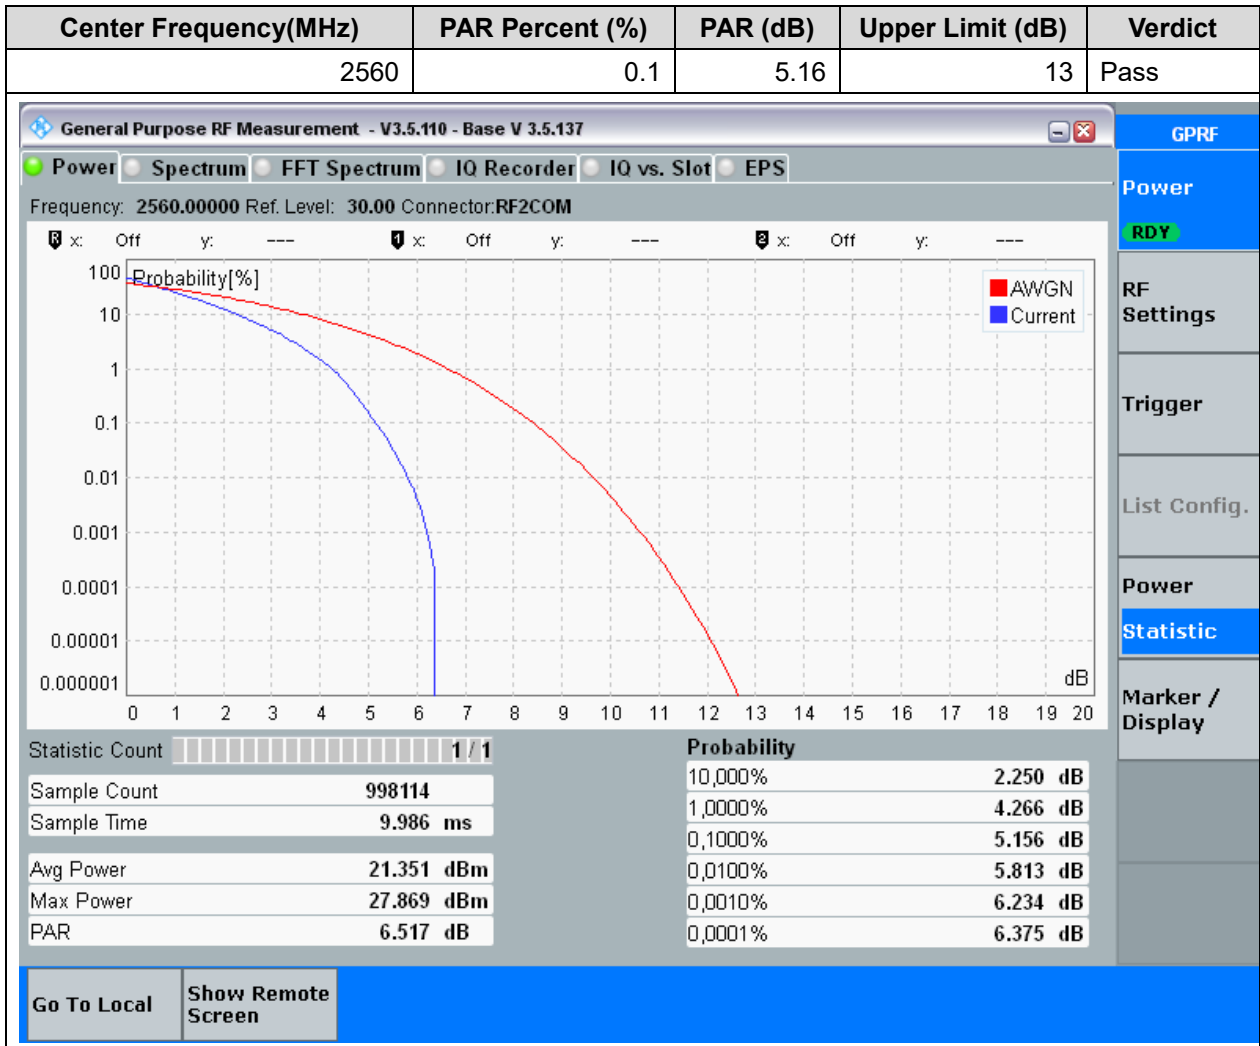 Center Frequency(MHz) PAR Percent (%) PAR (dB) Upper Limit (dB) Verdict
2560 0.1 5.16 13 Pass
General Purpose RF Measurement - V3.5.110 - Base V 3.5.137
GPRF
Power Spectrum FFT Spectrum IQ Recorder IQ vs. Slot EPS
Power
RDY
Frequency: 2560.00000 Ref. Level: 30.00 Connector:RF2COM
R x: Off y: --- 1 x: Off y: --- 2 x: Off y: ---
Probability[%]
AWGN
Current
100
10
1
0.1
0.01
0.001
0.0001
0.00001
0.000001
dB
0 1 2 3 4 5 6 7 8 9 10 11 12 13 14 15 16 17 18 19 20
RF
Settings
Trigger
List Config.
Power
Statistic
Marker /
Display
Statistic Count 1 / 1
Sample Count 998114
Sample Time 9.986 ms
Avg Power 21.351 dBm
Max Power 27.869 dBm
PAR 6.517 dB
Probability
10,000% 2.250 dB
1,0000% 4.266 dB
0,1000% 5.156 dB
0,0100% 5.813 dB
0,0010% 6.234 dB
0,0001% 6.375 dB
Go To Local
Show Remote
Screen